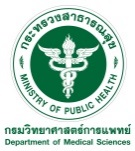 กระทรวงสาธารณสุข
MINISTRY OF PUBLIC HEALTH
กรมวิทยาศาสตร์การแพทย์
Department of Medical Sciences